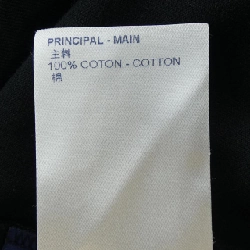 PRINCIPAL - MAIN
主料
100% COTON - COTTON
棉